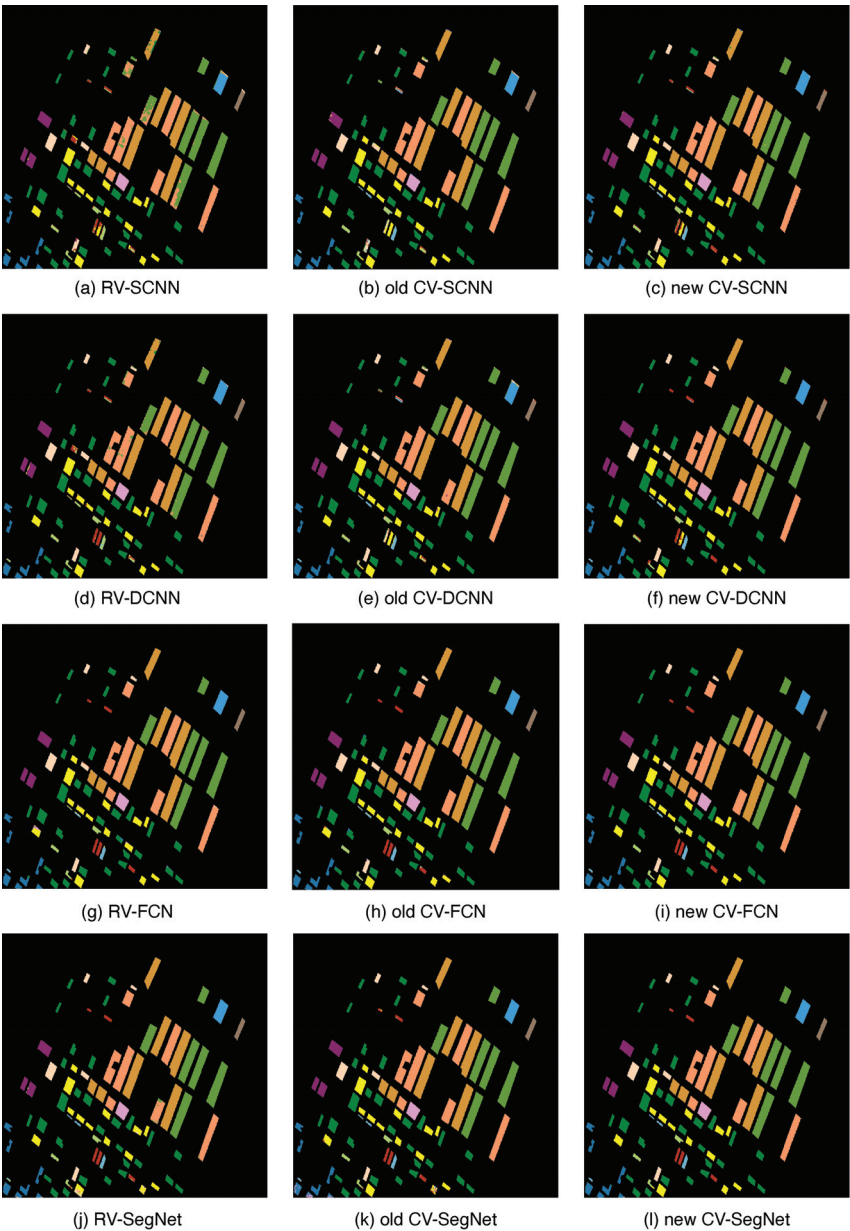 (a) RV-SCNN
(b) old CV-SCNN
(c) new CV-SCNN
(d) RV-DCNN
(e) old CV-DCNN
(f) new CV-DCNN
(g) RV-FCN
(h) old CV-FCN
(i) new CV-FCN
(j) RV-SegNet
(k) old CV-SegNet
(l) new CV-SegNet